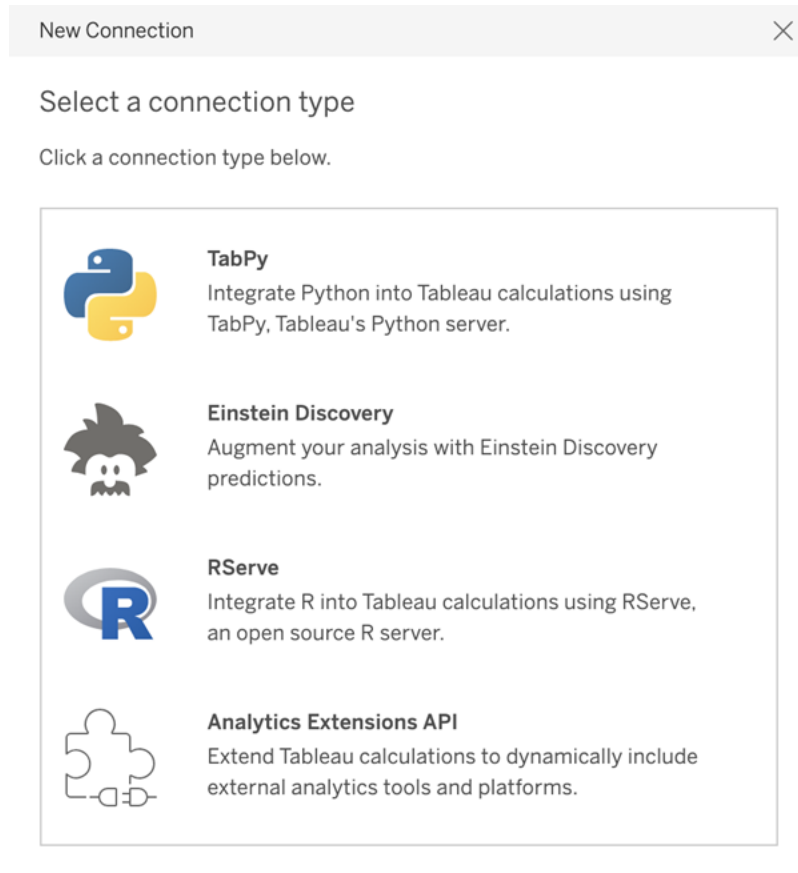 New Connection
Select a connection type
Click a connection type below.
TabPy
Integrate Python into Tableau calculations using
TabPy, Tableau's Python server.
Einstein Discovery
Augment your analysis with Einstein Discovery
predictions.
R
RServe
Integrate R into Tableau calculations using RServe,
an open source R server.
Analytics Extensions API
Extend Tableau calculations to dynamically include
external analytics tools and platforms.